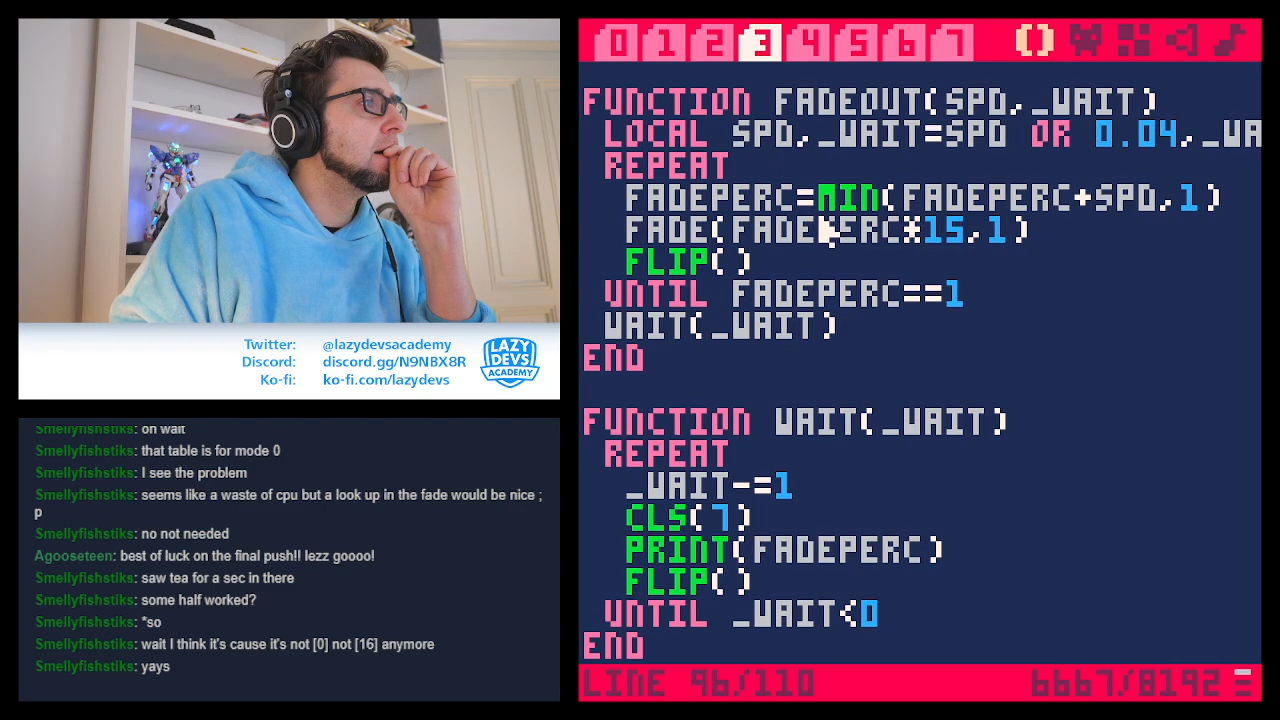 Twitter: @lazydevsacademy
Discord: discord.gg/N9NBX8R
Ko-fi: ko-fi.com/lazydevs
LAZY
DEVS
ACADEMY
Smellyfishstiks: on wait
Smellyfishstiks: that table is for mode 0
Smellyfishstiks: I see the problem
Smellyfishstiks: seems like a waste of cpu but a look up in the fade would be nice ;
p
Smellyfishstiks: no not needed
Agooseteen: best of luck on the final push!! lezz goooo!
Smellyfishstiks: saw tea for a sec in there
Smellyfishstiks: some half worked?
Smellyfishstiks: *so
Smellyfishstiks: wait I think it's cause it's not [0] not [16] anymore
Smellyfishstiks: yays
0 1 2 3 4 5 6 7 ()
FUNCTION FADEOUT(SPD,_WAIT)
LOCAL SPD,_WAIT=SPD OR 0.04,_WA
REPEAT
FADEPERC=MIN(FADEPERC+SPD,1)
FADE(FADEPERC*15,1)
FLIP()
UNTIL FADEPERC==1
WAIT(_WAIT)
END
FUNCTION WAIT(_WAIT)
REPEAT
_WAIT-=1
CLS(7)
PRINT(FADEPERC)
FLIP()
UNTIL _WAIT<0
END
LINE 96/110 6667/8192